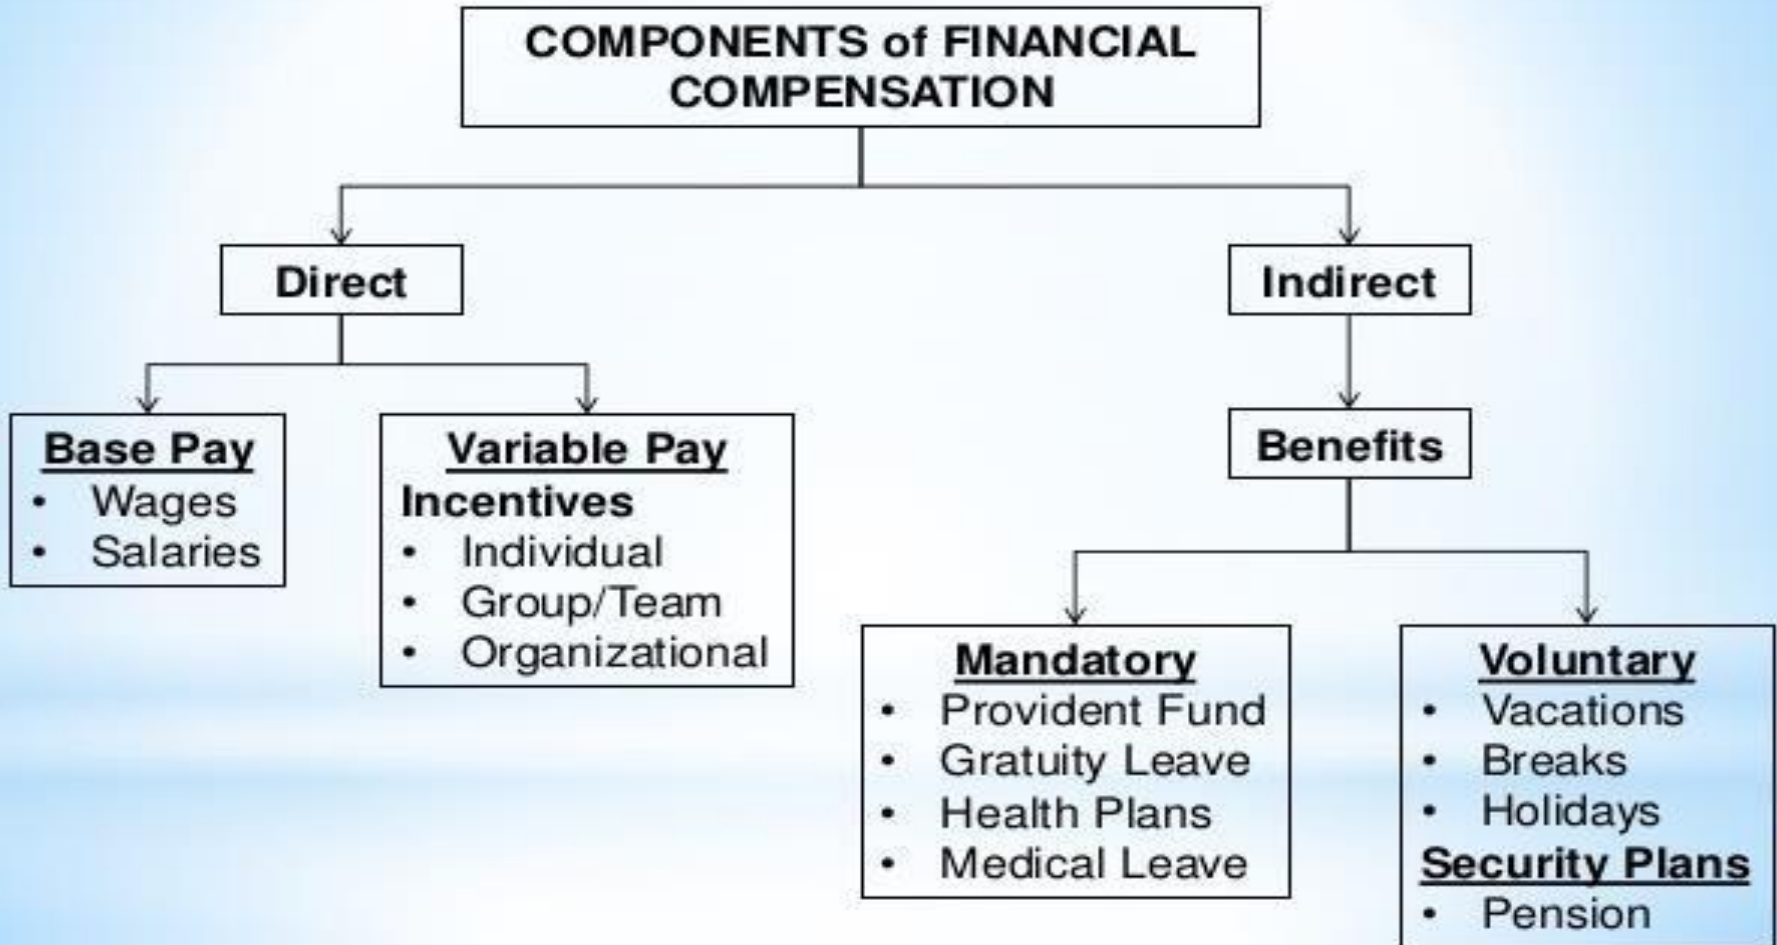 COMPONENTS of FINANCIAL
COMPENSATION
Direct
Indirect
Base Pay
• Wages
• Salaries
Variable Pay
Incentives
• Individual
• Group/Team
• Organizational
Benefits
Mandatory
• Provident Fund
• Gratuity Leave
• Health Plans
• Medical Leave
Voluntary
• Vacations
• Breaks
• Holidays
Security Plans
• Pension